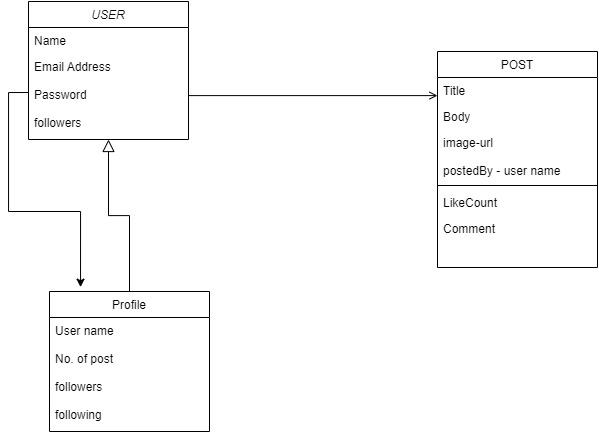 USER
Name
Email Address
Password
followers
POST
Title
Body
image-url
postedBy - user name
LikeCount
Comment
Profile
User name
No. of post
followers
following